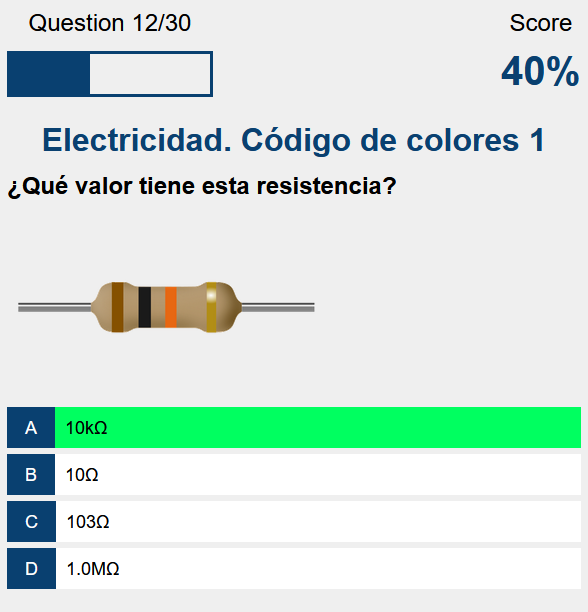 Question 12/30
Score
40%
Electricidad. Código de colores 1
¿Qué valor tiene esta resistencia?
A 10kΩ
B 10Ω
C 103Ω
D 1.0MΩ